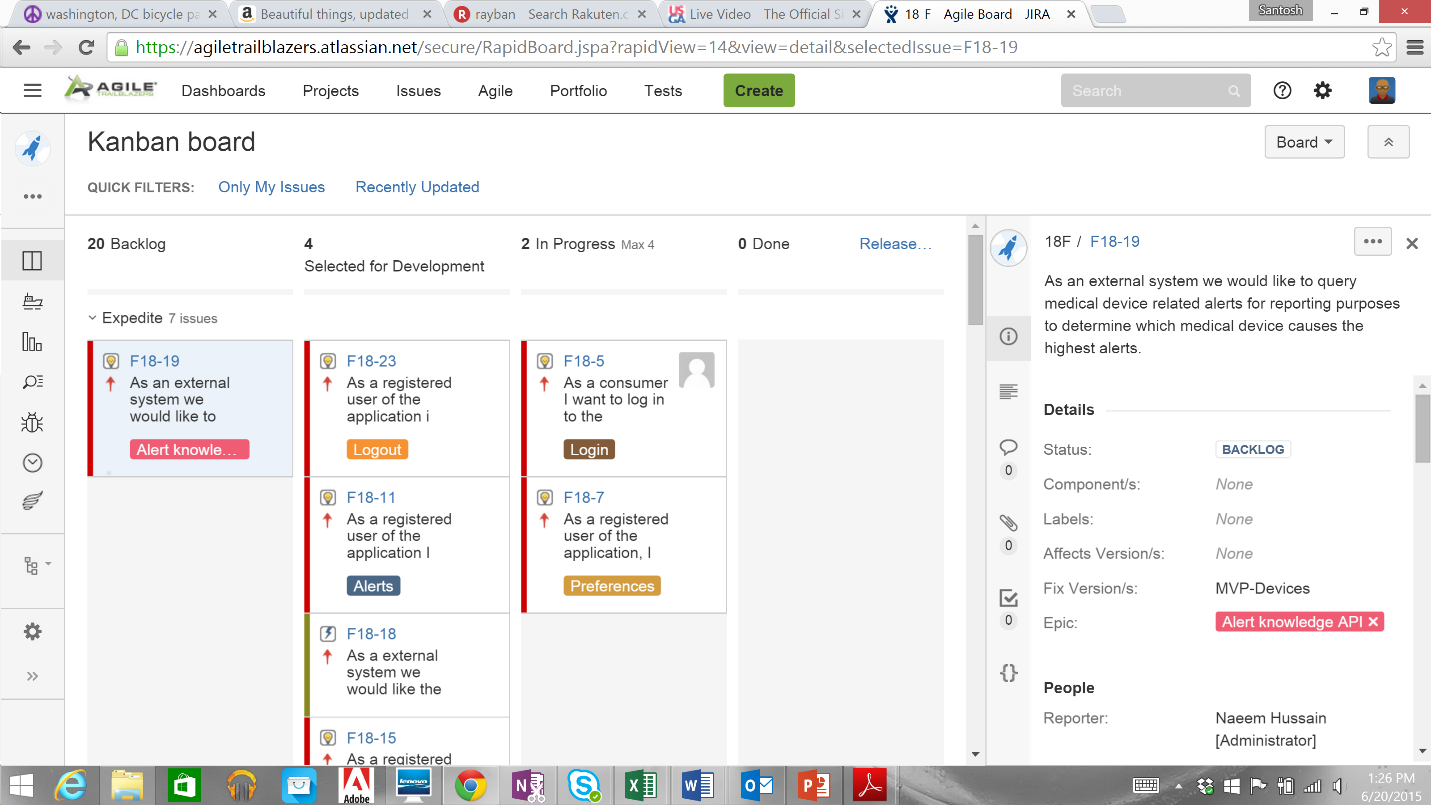 washington, DC bicycle pa
Beautiful things, updated
rayban Search Rakuten.c
Live Video The Official Si
18 F Agile Board JIRA
Santosh
https://agiletrailblazers.atlassian.net/secure/RapidBoard.jspa?rapidView=14&view=detail&selectedIssue=F18-19
AGILE
TRAILBLAZERS
Dashboards
Projects
Issues
Agile
Portfolio
Tests
Create
Search
Kanban board
Board
QUICK FILTERS:
Only My Issues
Recently Updated
20 Backlog
4
Selected for Development
2 In Progress Max 4
0 Done
Release…
Expedite 7 issues
F18-19
As an external
system we
would like to
Alert knowle…
F18-23
As a registered
user of the
application i
Logout
F18-11
As a registered
user of the
application I
Alerts
F18-18
As a external
system we
would like the
F18-15
As a registered
F18-5
As a consumer
I want to log in
to the
Login
F18-7
As a registered
user of the
application, I
Preferences
18F / F18-19
As an external system we would like to query
medical device related alerts for reporting purposes
to determine which medical device causes the
highest alerts.
0
0
0
Details
Status: BACKLOG
Component/s: None
Labels: None
Affects Version/s: None
Fix Version/s: MVP-Devices
Epic: Alert knowledge API
People
Reporter: Naeem Hussain
[Administrator]
Adobe
lenovo
1:26 PM
6/20/2015